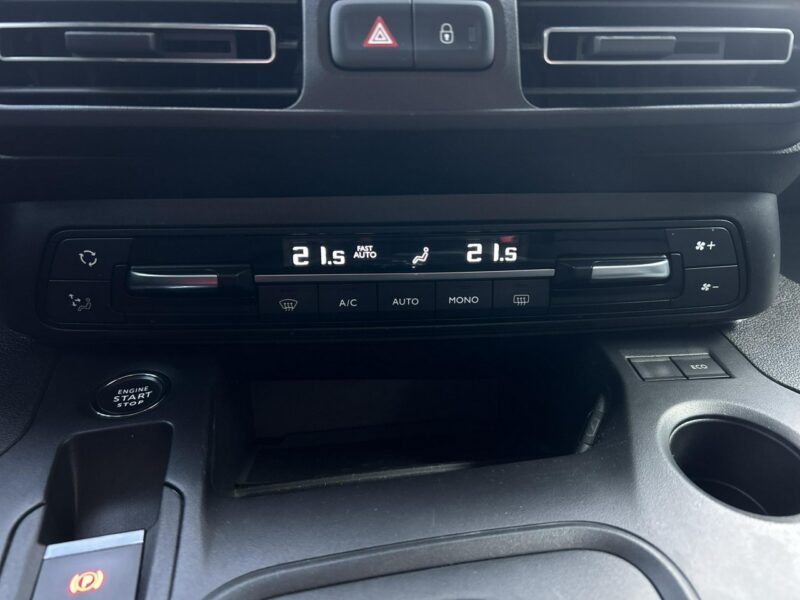 21.5 FAST AUTO 21.5
A/C AUTO MONO
ENGINE
START
STOP
ECO
P